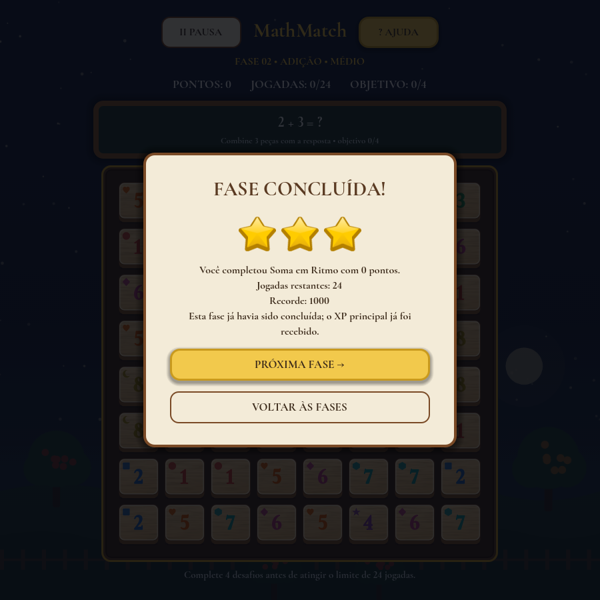 II PAUSA
MathMatch
? AJUDA
FASE 02 • ADIÇÃO • MÉDIO
PONTOS: 0 JOGADAS: 0/24 OBJETIVO: 0/4
2 + 3 = ?
Combine 3 peças com a resposta • objetivo 0/4
FASE CONCLUÍDA!
Você completou Soma em Ritmo com 0 pontos.
Jogadas restantes: 24
Recorde: 1000
Esta fase já havia sido concluída; o XP principal já foi
recebido.
PRÓXIMA FASE →
VOLTAR ÀS FASES
2 1 1 5 6 7 7 2
2 5 7 6 5 4 6 7
Complete 4 desafios antes de atingir o limite de 24 jogadas.